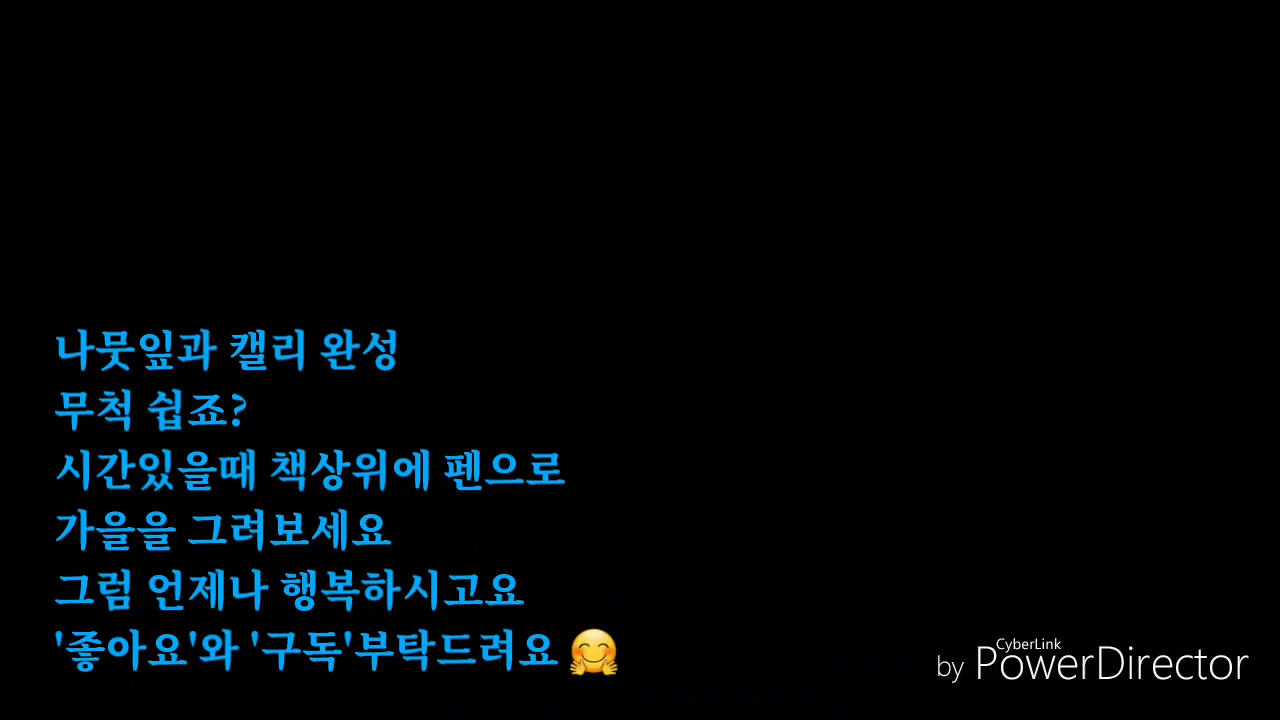 나뭇잎과 캘리 완성
무척 쉽죠?
시간있을때 책상위에 펜으로
가을을 그려보세요
그럼 언제나 행복하시고요
'좋아요'와 '구독'부탁드려요 🤗
CyberLink
by PowerDirector